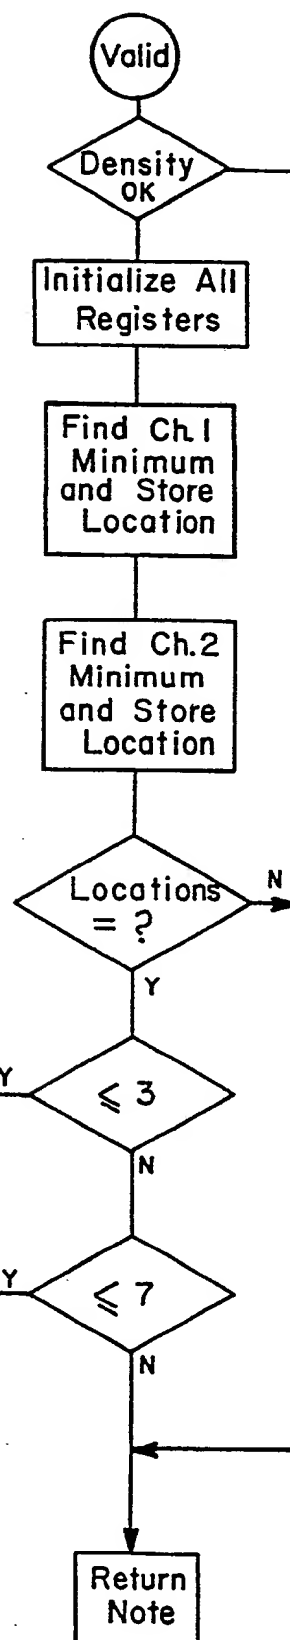 Valid
Density
OK
Initialize All
Registers
Find Ch.1
Minimum
and Store
Location
Find Ch.2
Minimum
and Store
Location
Locations
= ?
N
Y
≤ 3
Y
N
≤ 7
Y
N
Return
Note